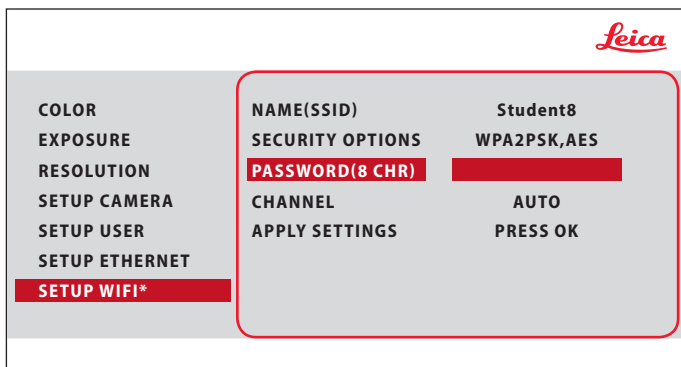 Leica
COLOR
EXPOSURE
RESOLUTION
SETUP CAMERA
SETUP USER
SETUP ETHERNET
SETUP WIFI*
NAME(SSID) Student8
SECURITY OPTIONS WPA2PSK,AES
PASSWORD(8 CHR)
CHANNEL AUTO
APPLY SETTINGS PRESS OK